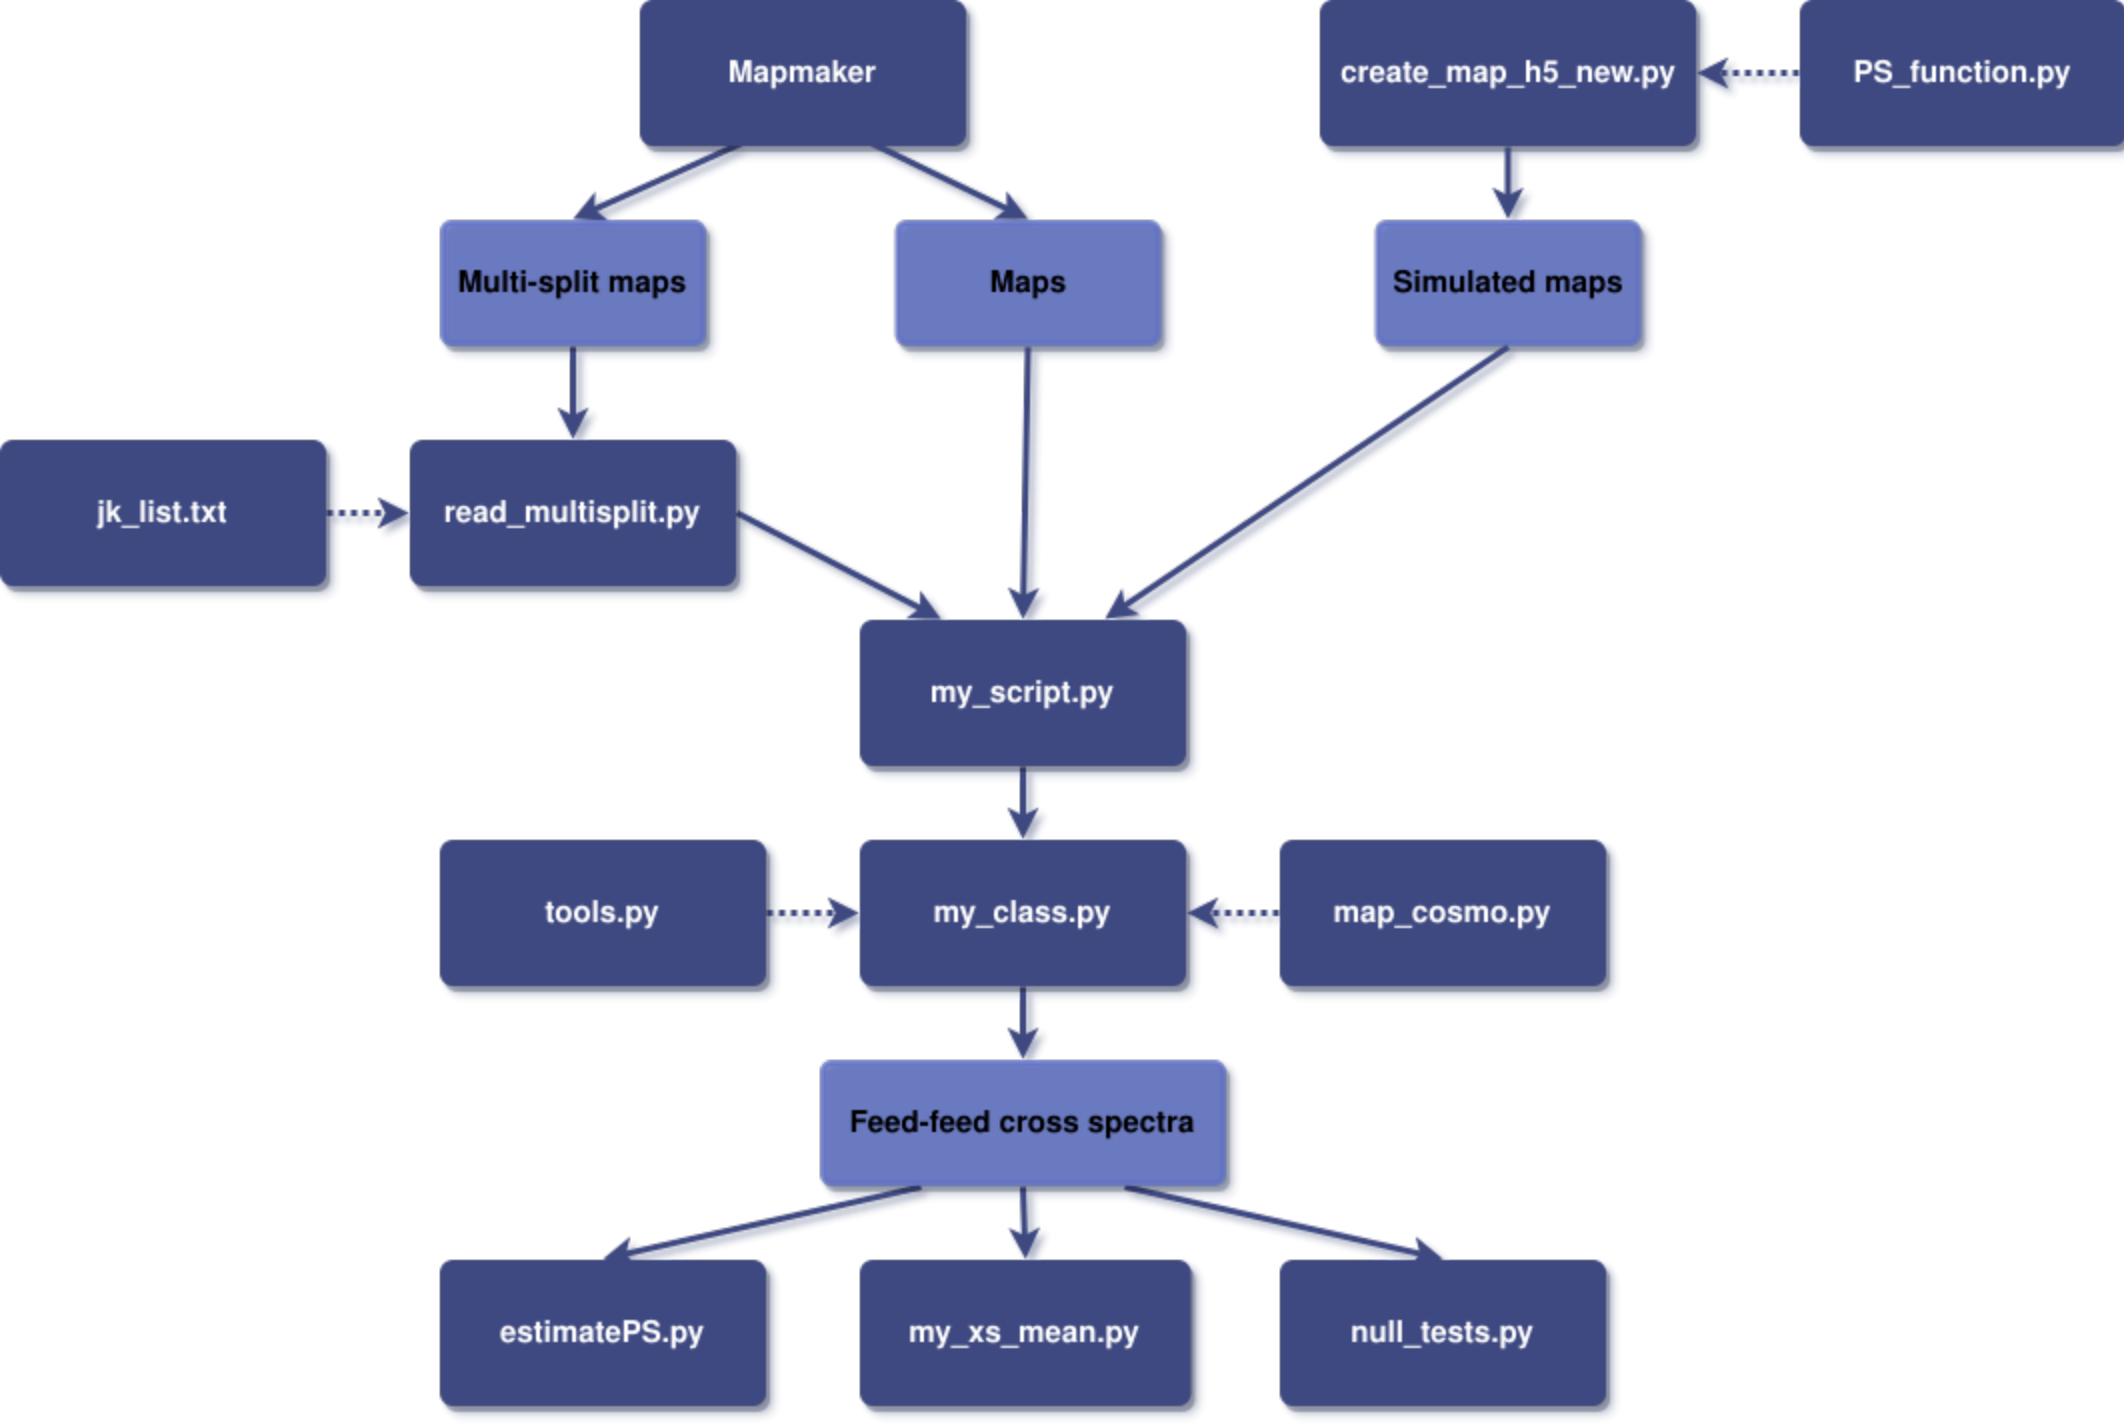 Mapmaker
create_map_h5_new.py
PS_function.py
Multi-split maps
Maps
Simulated maps
jk_list.txt
read_multisplit.py
my_script.py
tools.py
my_class.py
map_cosmo.py
Feed-feed cross spectra
estimatePS.py
my_xs_mean.py
null_tests.py